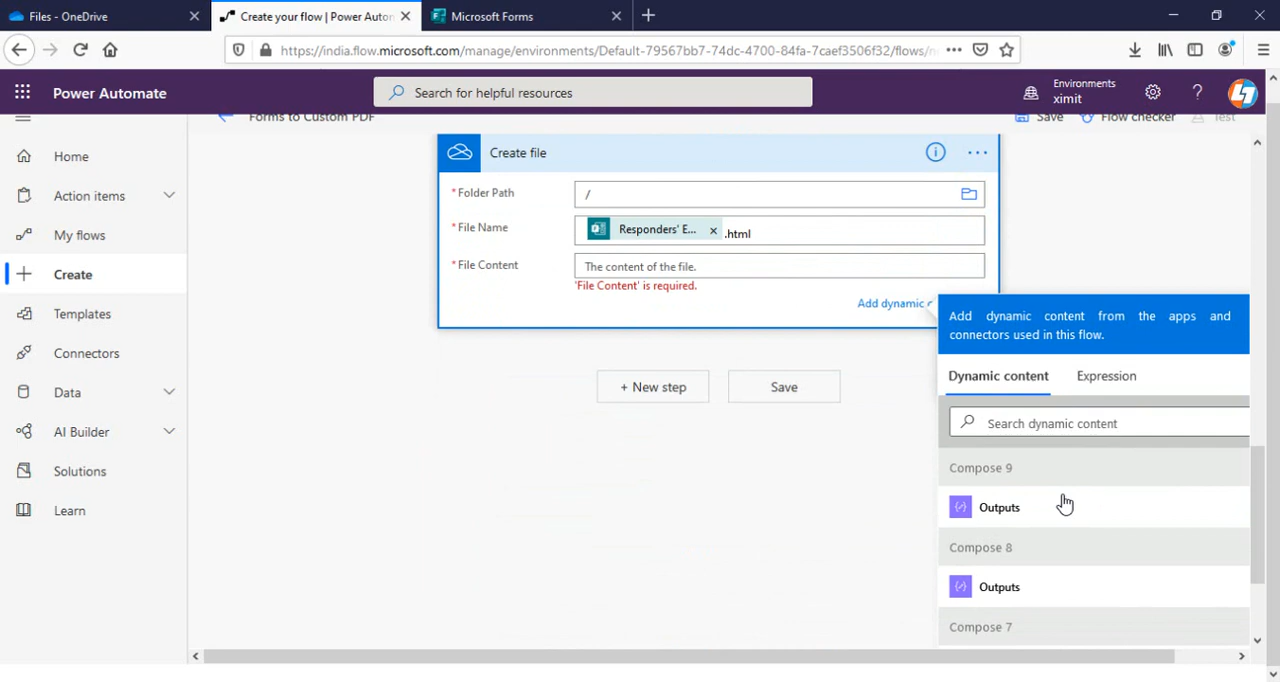 Files - OneDrive
Create your flow | Power Autom
Microsoft Forms
https://india.flow.microsoft.com/manage/environments/Default-79567bb7-74dc-4700-84fa-7caef3506f32/flows/n
Power Automate
Search for helpful resources
Environments
ximit
Forms to Custom PDF
Save
Flow checker
Test
Home
Action items
My flows
Create
Templates
Connectors
Data
AI Builder
Solutions
Learn
Create file
* Folder Path
/
* File Name
Responders' E... × .html
* File Content
The content of the file.
'File Content' is required.
Add dynamic c
+ New step
Save
Add dynamic content from the apps and
connectors used in this flow.
Dynamic content
Expression
Search dynamic content
Compose 9
Outputs
Compose 8
Outputs
Compose 7